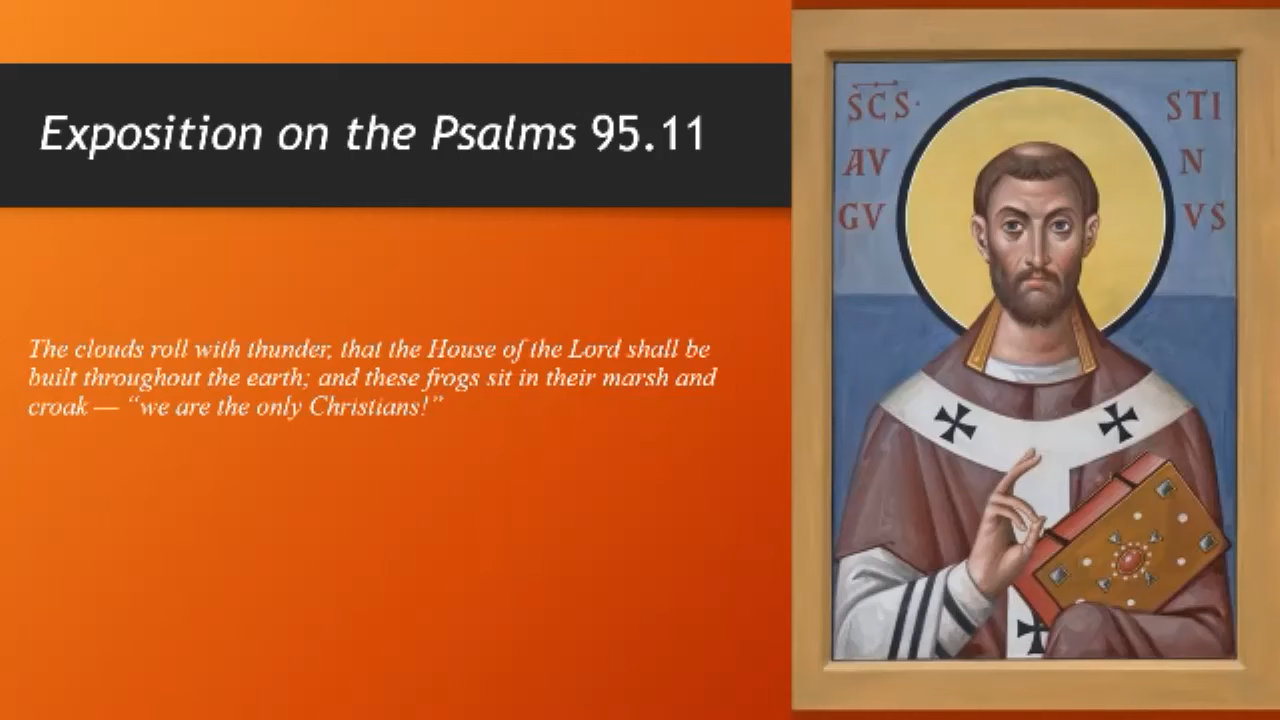 Exposition on the Psalms 95.11
The clouds roll with thunder, that the House of the Lord shall be
built throughout the earth; and these frogs sit in their marsh and
croak — “we are the only Christians!”
SCS· STI
AV N
GV VS